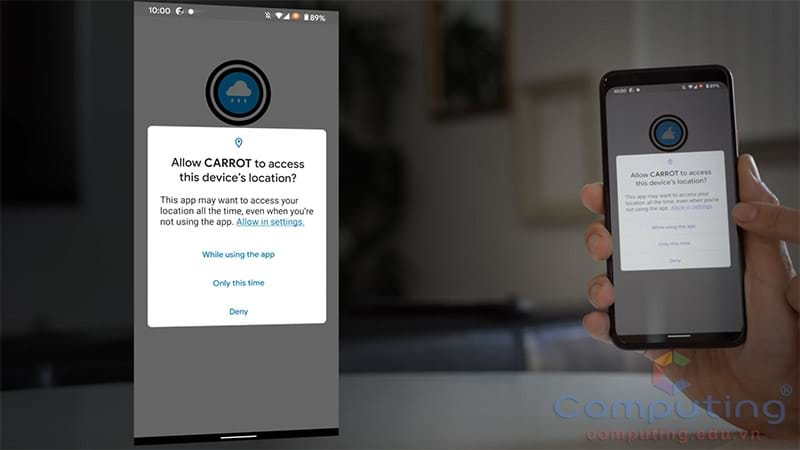 10:00
89%
Allow CARROT to access
this device's location?
This app may want to access your
location all the time, even when you're
not using the app. Allow in settings.
While using the app
Only this time
Deny
10:00
89%
Allow CARROT to access
this device's location?
This app may want to access your
location all the time, even when you're
not using the app. Allow in settings.
While using the app
Only this time
Deny
Computing®
computing.edu.vn